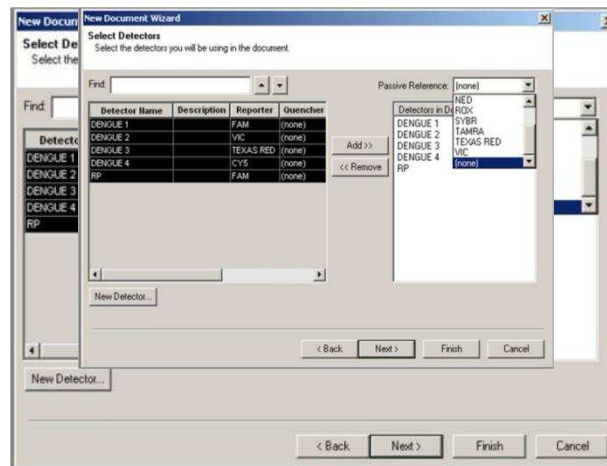 New Docum
Select De
Select the
Find:
Detecto
DENGUE 1
DENGUE 2
DENGUE 3
DENGUE 4
RP
New Detector...
< Back Next > Finish Cancel
New Document Wizard
Select Detectors
Select the detectors you will be using in the document.
Find: Passive Reference: (none)
Detector Name Description Reporter Quencher
DENGUE 1 FAM (none)
DENGUE 2 VIC (none)
DENGUE 3 TEXAS RED (none)
DENGUE 4 CY5 (none)
RP FAM (none)
Add >>
<< Remove
Detectors in Do
DENGUE 1
DENGUE 2
DENGUE 3
DENGUE 4
RP
NED
ROX
SYBR
TAMRA
TEXAS RED
VIC
(none)
New Detector...
< Back Next > Finish Cancel